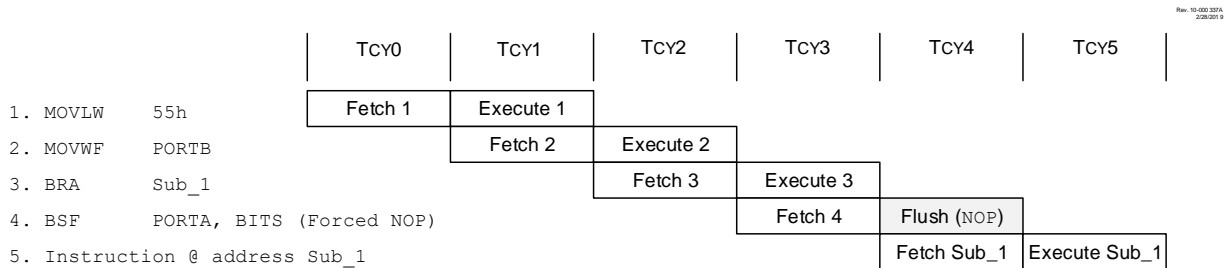 Rev. 10-000 337A
2/28/201 9
TCY0 TCY1 TCY2 TCY3 TCY4 TCY5
1. MOVLW 55h Fetch 1 Execute 1
2. MOVWF PORTB Fetch 2 Execute 2
3. BRA Sub_1 Fetch 3 Execute 3
4. BSF PORTA, BITS (Forced NOP) Fetch 4 Flush (NOP)
5. Instruction @ address Sub_1 Fetch Sub_1 Execute Sub_1